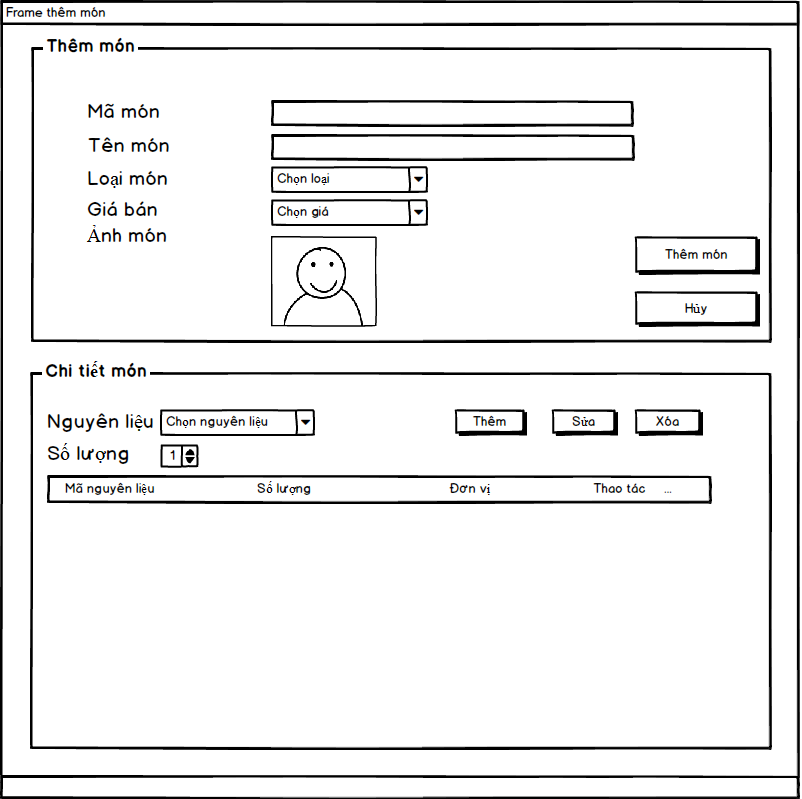 Frame thêm món
Thêm món
Mã món
Tên món
Loại món Chọn loại
Giá bán Chọn giá
Ảnh món
Thêm món
Hủy
Chi tiết món
Nguyên liệu Chọn nguyên liệu Thêm Sửa Xóa
Số lượng 1
Mã nguyên liệu Số lượng Đơn vị Thao tác ...